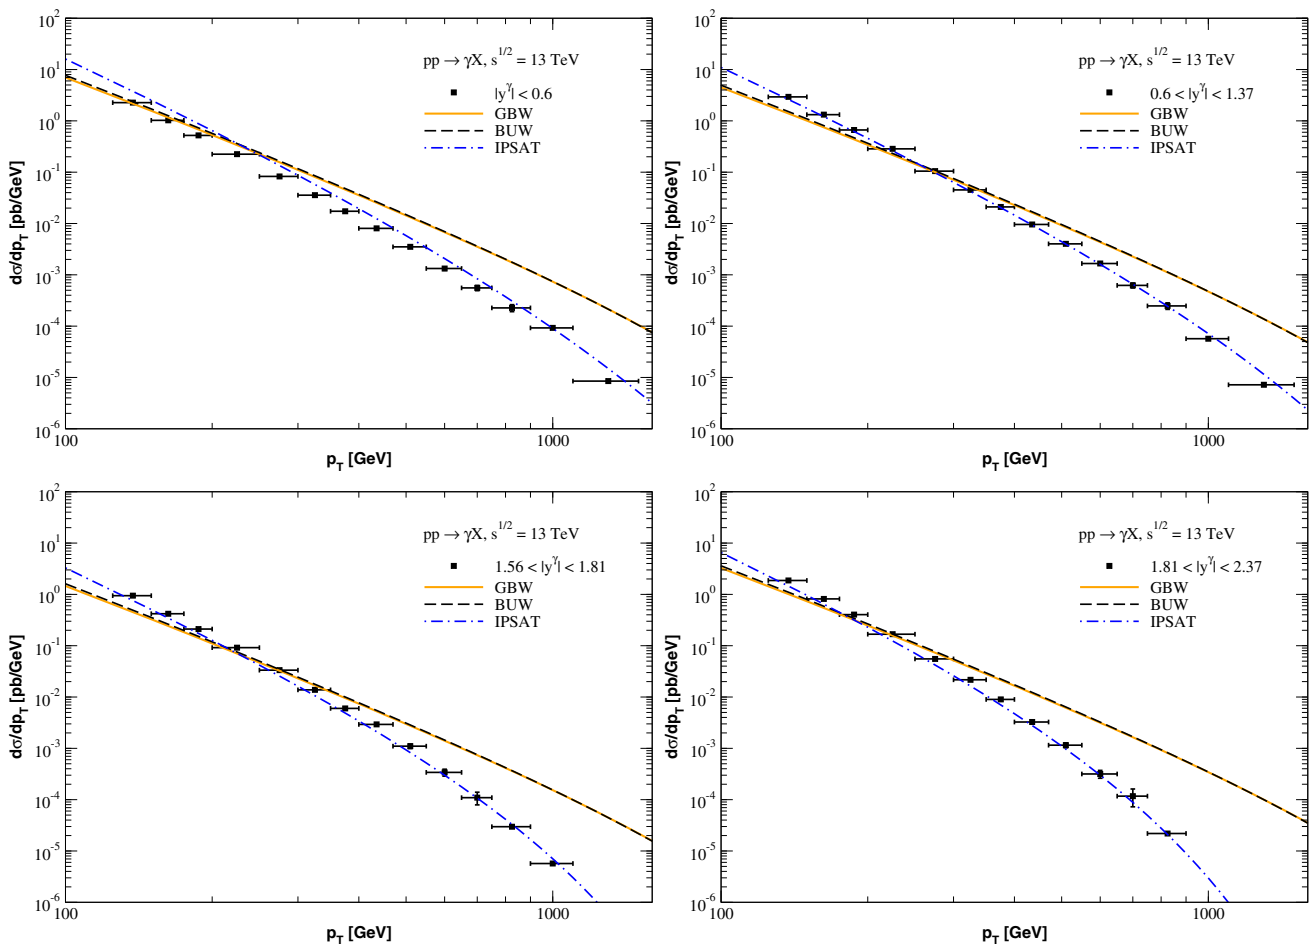 10^2
10^1
10^0
10^-1
10^-2
10^-3
10^-4
10^-5
10^-6
dσ/dp_T [pb/GeV]
pp → γX, s^1/2 = 13 TeV
|y^γ| < 0.6
GBW
BUW
IPSAT
100
1000
p_T [GeV]
10^2
10^1
10^0
10^-1
10^-2
10^-3
10^-4
10^-5
10^-6
dσ/dp_T [pb/GeV]
pp → γX, s^1/2 = 13 TeV
0.6 < |y^γ| < 1.37
GBW
BUW
IPSAT
100
1000
p_T [GeV]
10^2
10^1
10^0
10^-1
10^-2
10^-3
10^-4
10^-5
10^-6
dσ/dp_T [pb/GeV]
pp → γX, s^1/2 = 13 TeV
1.56 < |y^γ| < 1.81
GBW
BUW
IPSAT
100
1000
p_T [GeV]
10^2
10^1
10^0
10^-1
10^-2
10^-3
10^-4
10^-5
10^-6
dσ/dp_T [pb/GeV]
pp → γX, s^1/2 = 13 TeV
1.81 < |y^γ| < 2.37
GBW
BUW
IPSAT
100
1000
p_T [GeV]